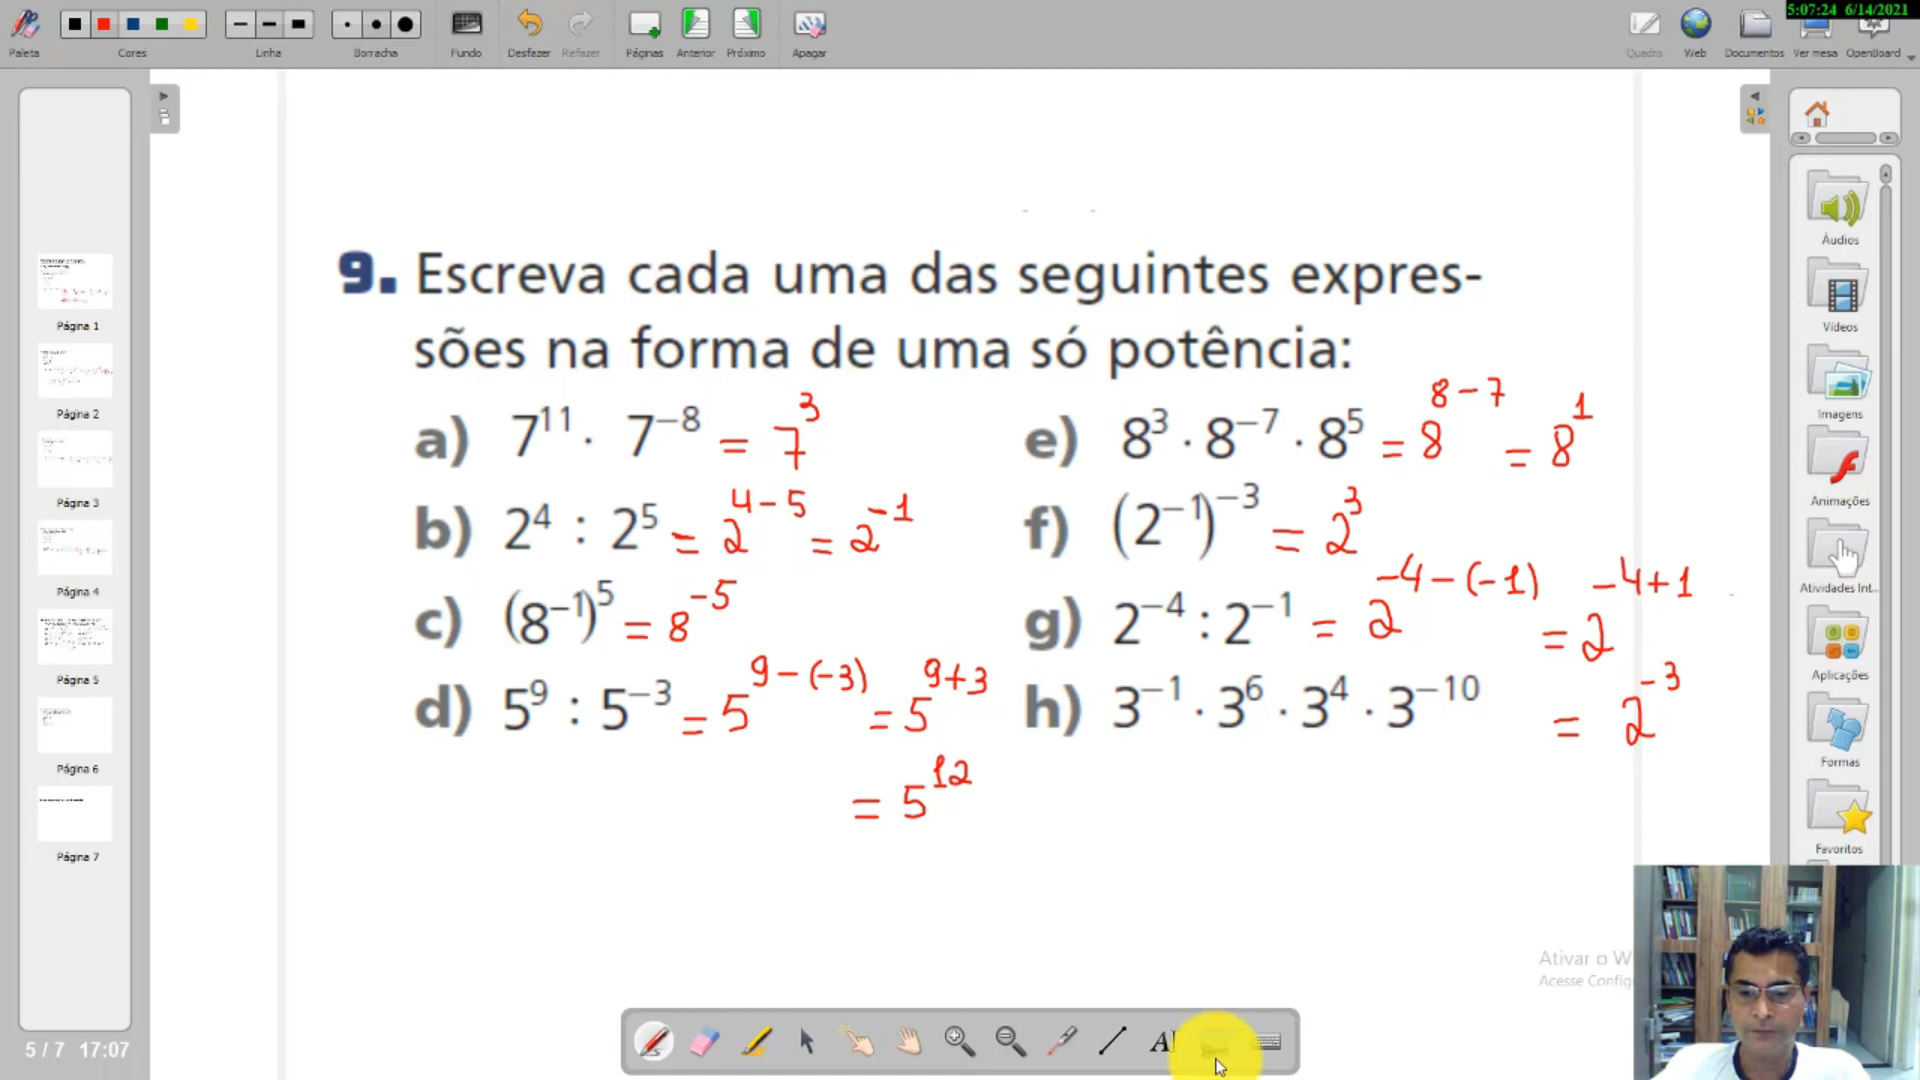 5:07:24 6/14/2021
Paleta Cores Linha Borracha Fundo Desfazer Refazer Páginas Anterior Próximo Apagar Quadro Web Documentos Ver mesa OpenBoard
9. Escreva cada uma das seguintes expres-
sões na forma de uma só potência:
a) 7¹¹ · 7⁻⁸ = 7³
b) 2⁴ : 2⁵ = 2⁴⁻⁵ = 2⁻¹
c) (8⁻¹)⁵ = 8⁻⁵
d) 5⁹ : 5⁻³ = 5⁹⁻⁽⁻³⁾ = 5⁹⁺³
= 5¹²
e) 8³ · 8⁻⁷ · 8⁵ = 8⁸⁻⁷ = 8¹
f) (2⁻¹)⁻³ = 2³
g) 2⁻⁴ : 2⁻¹ = 2⁻⁴⁻⁽⁻¹⁾ = 2⁻⁴⁺¹
= 2⁻³
h) 3⁻¹ · 3⁶ · 3⁴ · 3⁻¹⁰
Página 1
Página 2
Página 3
Página 4
Página 5
Página 6
Página 7
5 / 7 17:07
Áudios
Vídeos
Imagens
Animações
Atividades Int...
Aplicações
Formas
Favoritos
Ativar o W
Acesse Config